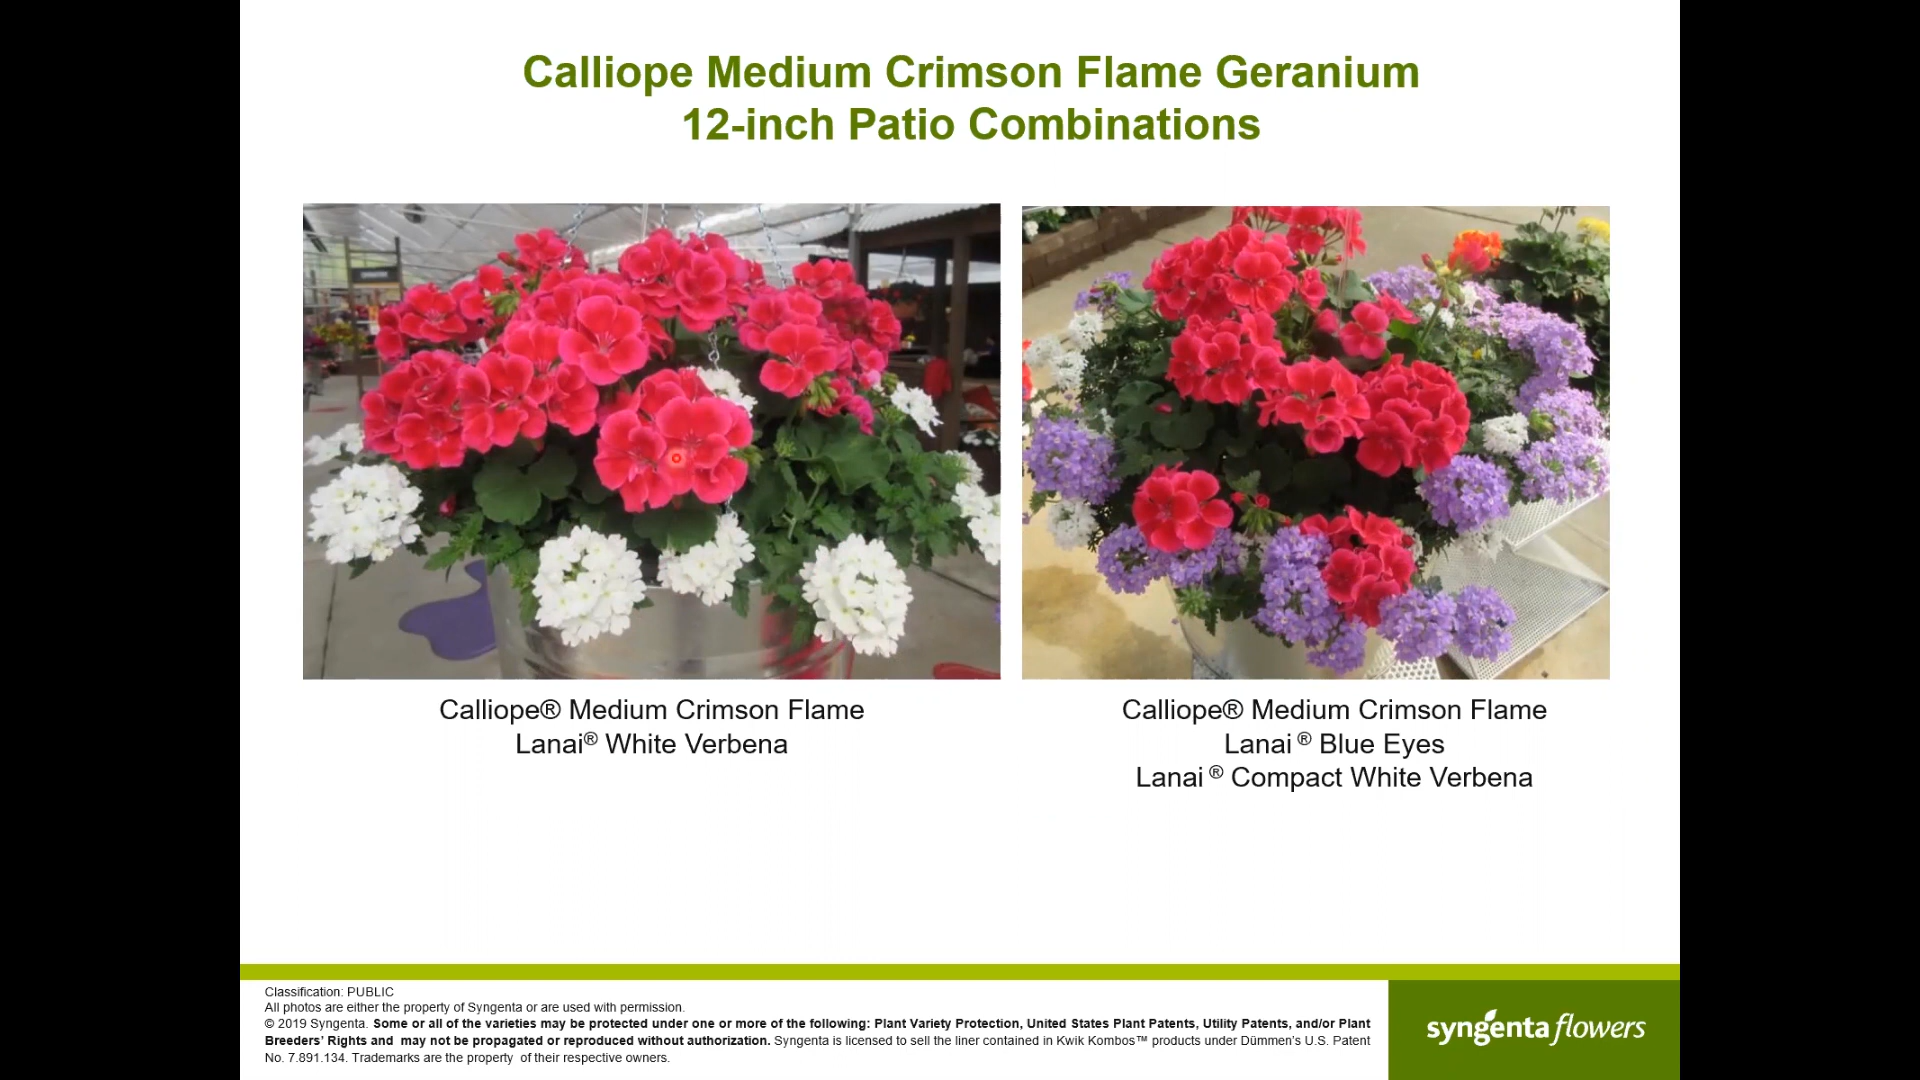 Calliope Medium Crimson Flame Geranium
12-inch Patio Combinations
Calliope® Medium Crimson Flame
Lanai® White Verbena
Calliope® Medium Crimson Flame
Lanai ® Blue Eyes
Lanai ® Compact White Verbena
Classification: PUBLIC
All photos are either the property of Syngenta or are used with permission.
© 2019 Syngenta. Some or all of the varieties may be protected under one or more of the following: Plant Variety Protection, United States Plant Patents, Utility Patents, and/or Plant
Breeders’ Rights and may not be propagated or reproduced without authorization. Syngenta is licensed to sell the liner contained in Kwik Kombos™ products under Dümmen’s U.S. Patent
No. 7.891.134. Trademarks are the property of their respective owners.
syngenta flowers